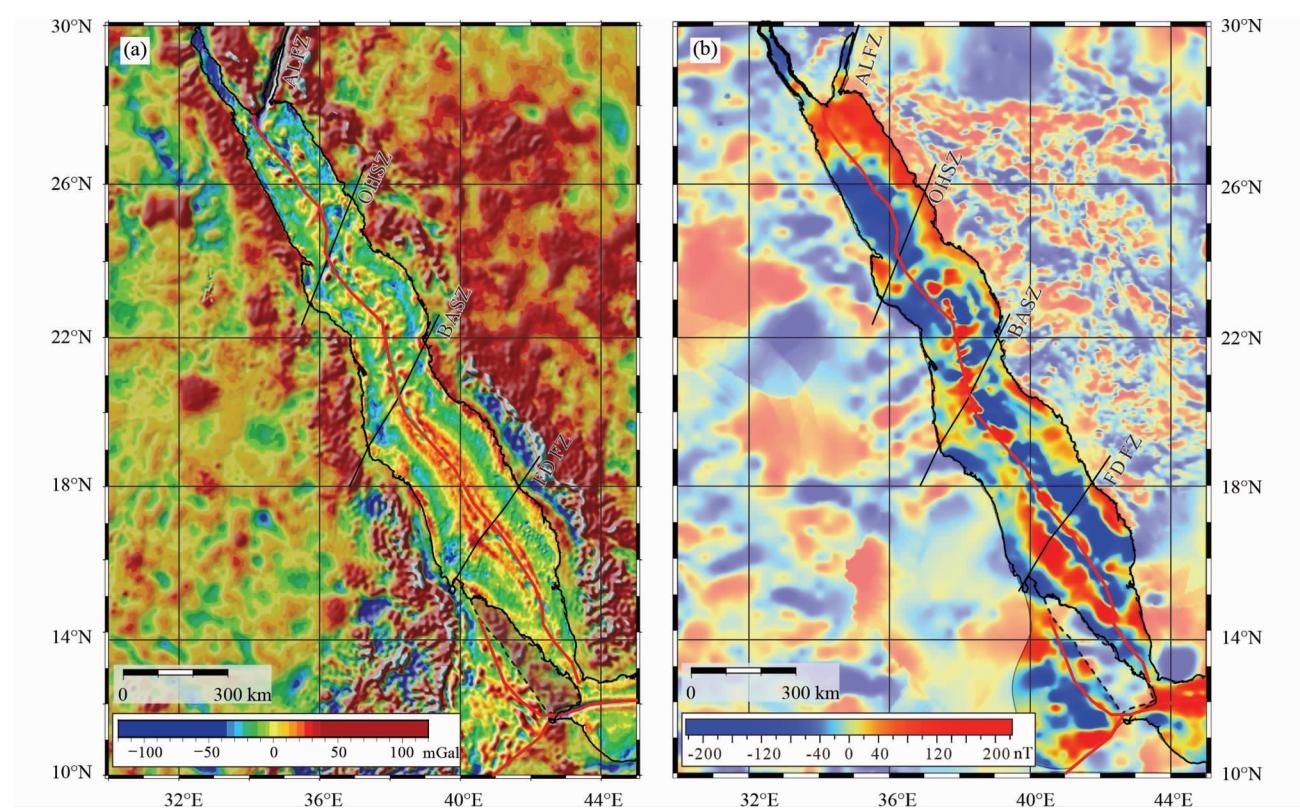 30°N
(a)
ALFZ
26°N
OHSZ
BASZ
22°N
18°N
FDFZ
14°N
0 300 km
-100 -50 0 50 100 mGal
10°N
32°E 36°E 40°E 44°E
(b)
30°N
ALFZ
26°N
OHSZ
BASZ
22°N
FDFZ
18°N
14°N
0 300 km
-200 -120 -40 0 40 120 200 nT
10°N
32°E 36°E 40°E 44°E